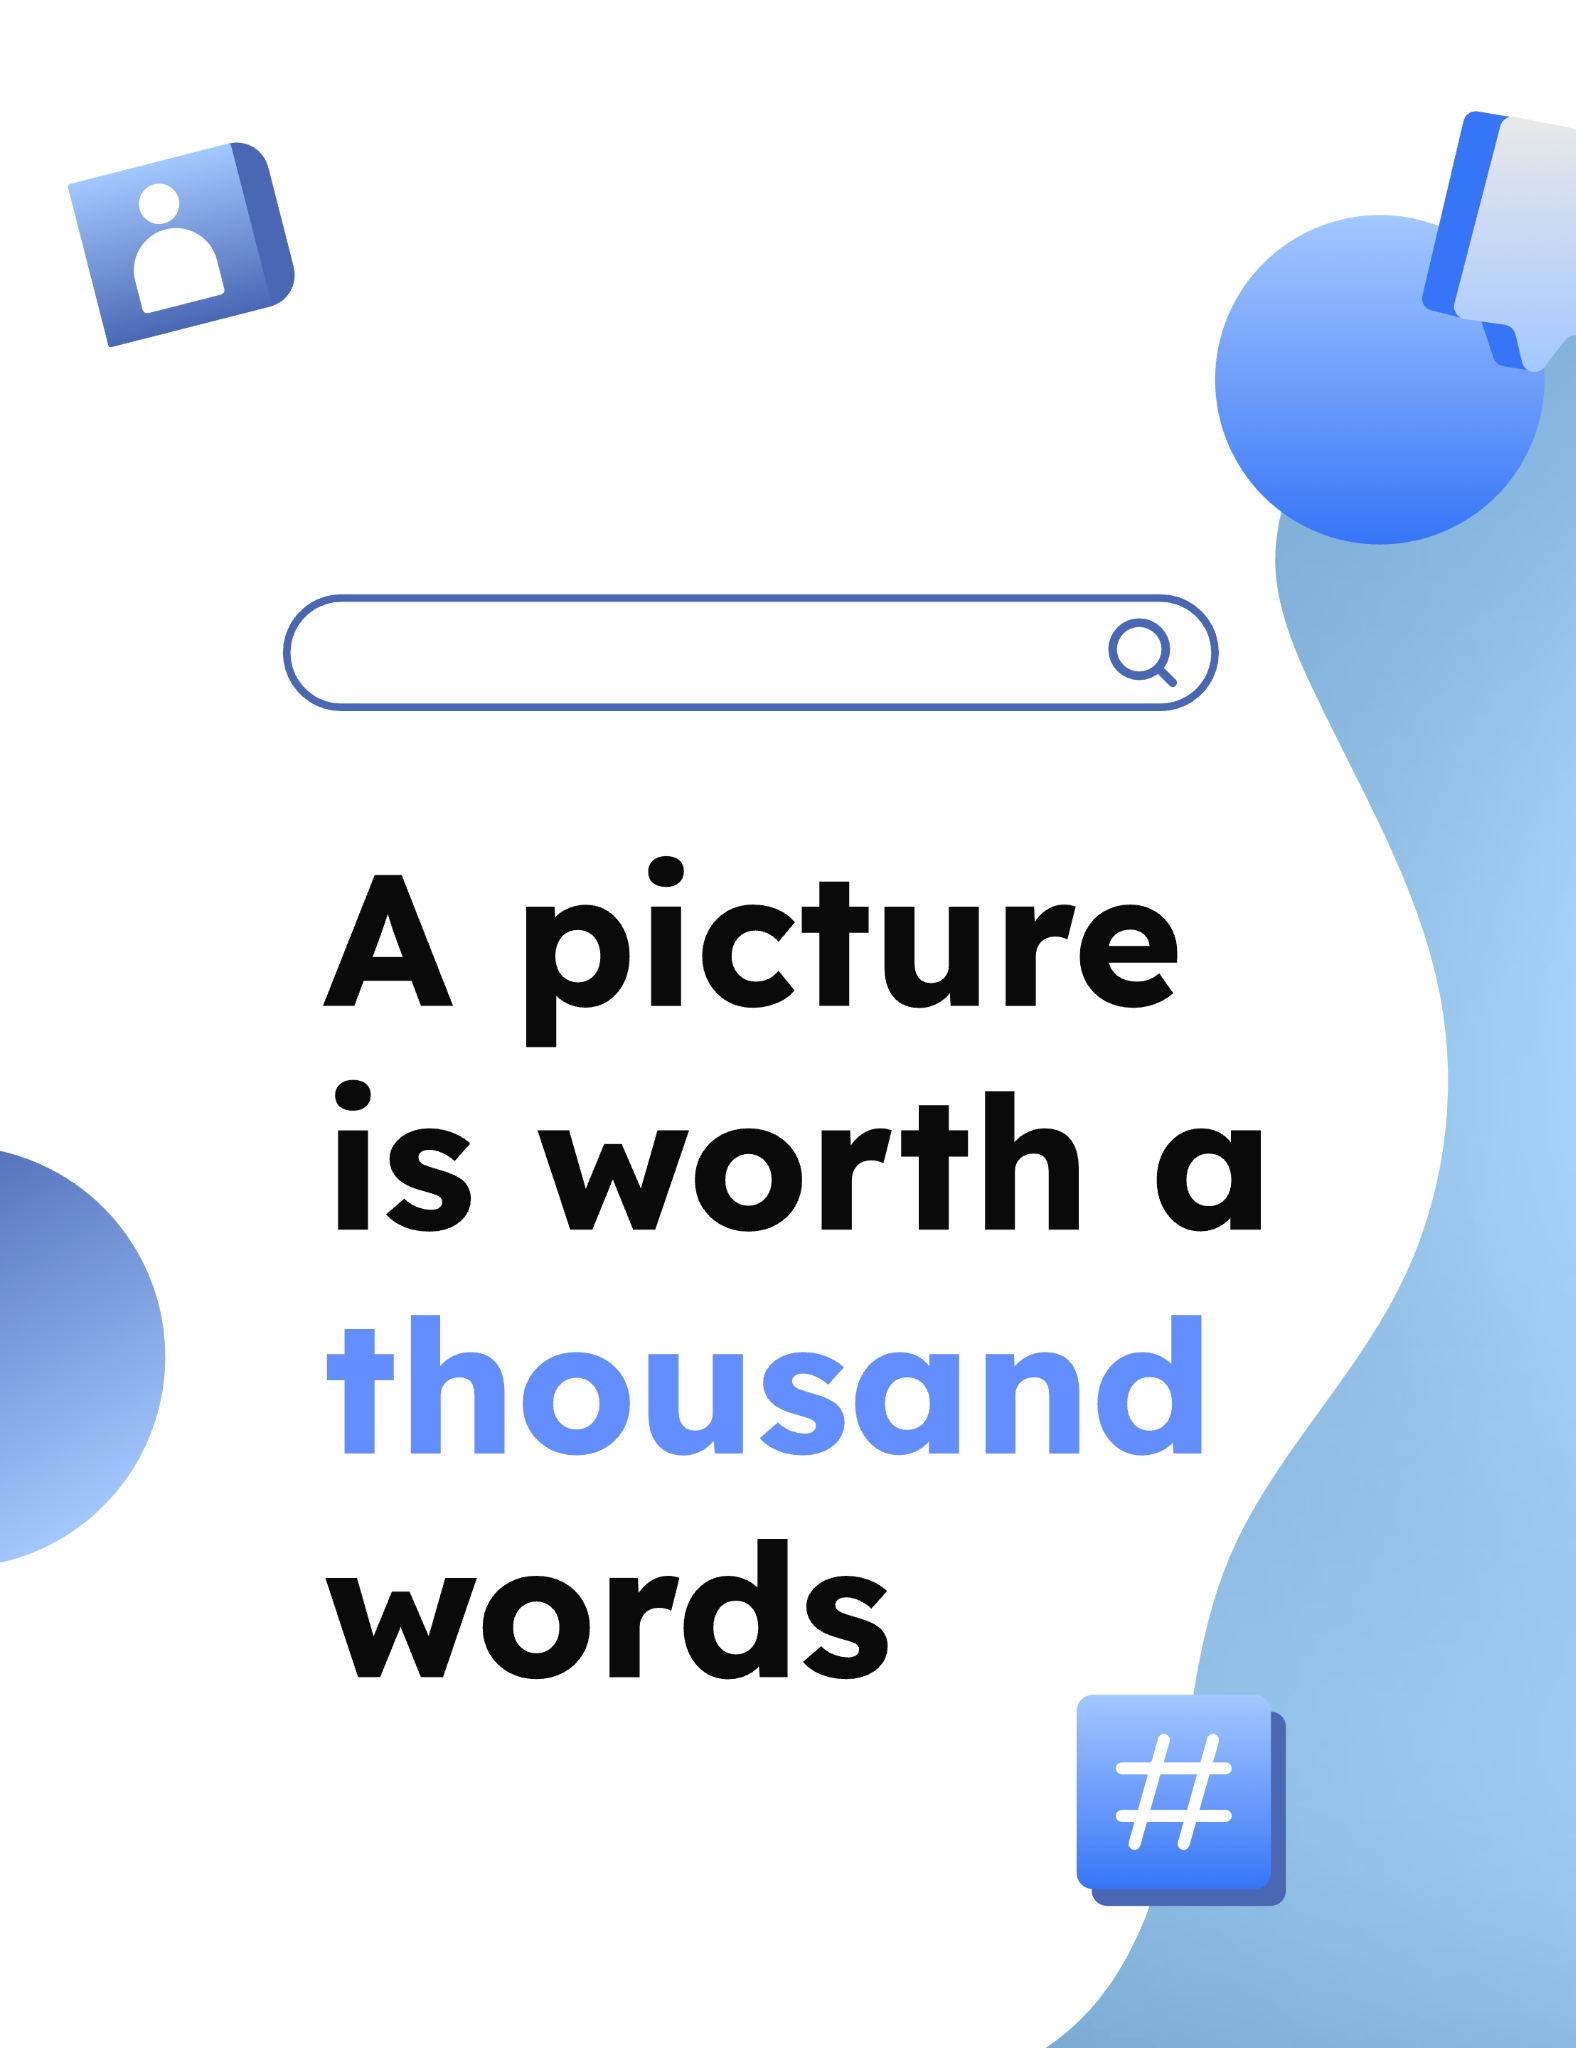 A picture
is worth a
thousand
words
#